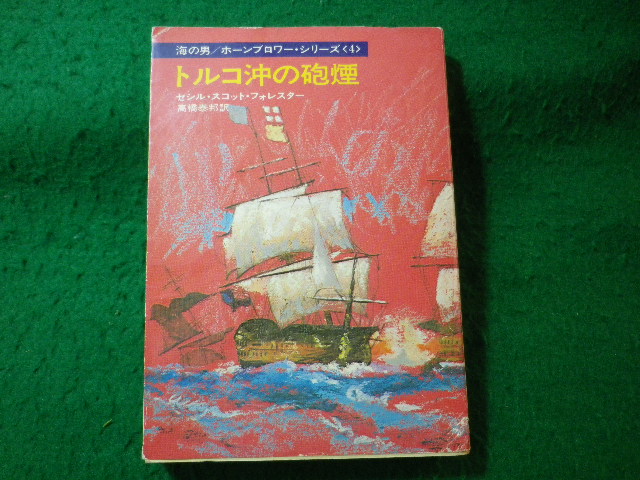 海の男／ホーンブロワー・シリーズ〈4〉
トルコ沖の砲煙
セシル・スコット・フォレスター
高橋泰邦訳